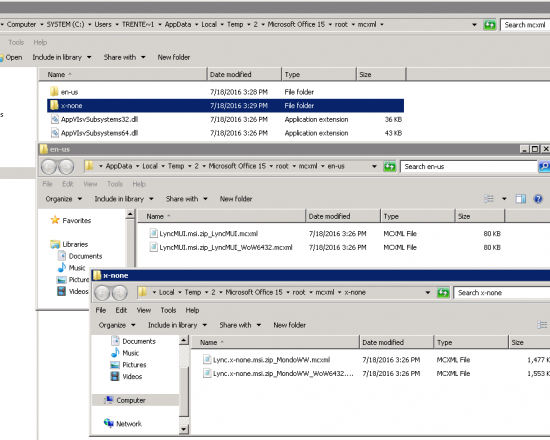 Computer ▸ SYSTEM (C:) ▸ Users ▸ TRENTE~1 ▸ AppData ▸ Local ▸ Temp ▸ 2 ▸ Microsoft Office 15 ▸ root ▸ mcxml ▸ Search mcxml
Tools Help
Open Include in library Share with New folder
Name Date modified Type Size
en-us 7/18/2016 3:28 PM File folder
x-none 7/18/2016 3:29 PM File folder
AppVIsvSubsystems32.dll 7/18/2016 3:26 PM Application extension 36 KB
AppVIsvSubsystems64.dll 7/18/2016 3:26 PM Application extension 43 KB
en-us
▸ AppData ▸ Local ▸ Temp ▸ 2 ▸ Microsoft Office 15 ▸ root ▸ mcxml ▸ en-us Search en-us
File Edit View Tools Help
Organize Include in library Share with New folder
Favorites
Libraries
Documents
Music
Pictures
Videos
Name Date modified Type Size
LyncMUI.msi.zip_LyncMUI.mcxml 7/18/2016 3:26 PM MCXML File 80 KB
LyncMUI.msi.zip_LyncMUI_WoW6432.mcxml 7/18/2016 3:26 PM MCXML File 80 KB
x-none
▸ Local ▸ Temp ▸ 2 ▸ Microsoft Office 15 ▸ root ▸ mcxml ▸ x-none Search x-none
File Edit View Tools Help
Organize Include in library Share with New folder
Documents
Music
Pictures
Videos
Computer
Network
Name Date modified Type Size
Lync.x-none.msi.zip_MondoWW.mcxml 7/18/2016 3:26 PM MCXML File 1,477 K
Lync.x-none.msi.zip_MondoWW_WoW6432.... 7/18/2016 3:26 PM MCXML File 1,553 K